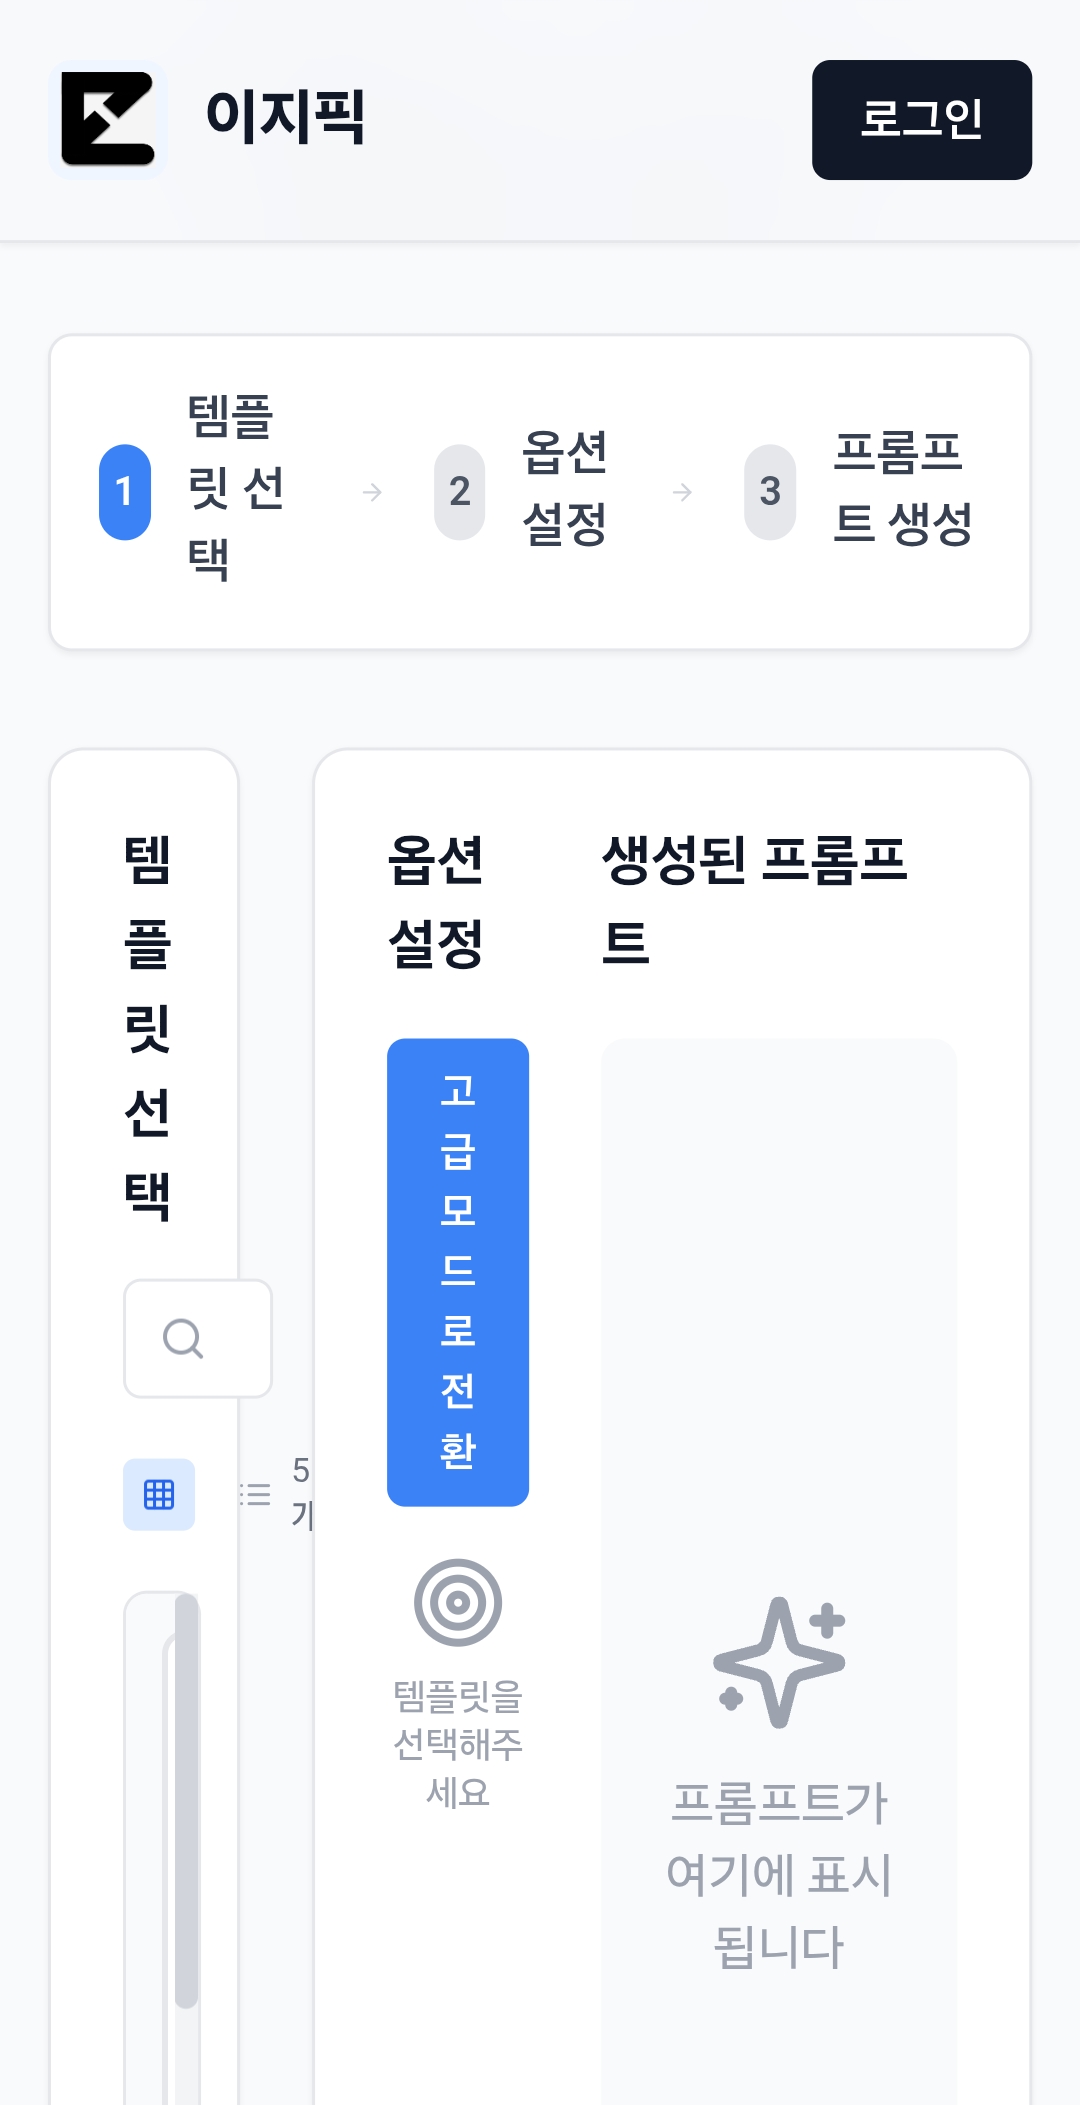 이지픽
로그인
1
템플
릿 선
택
2
옵션
설정
3
프롬프
트 생성
템
플
릿
선
택
5
개
옵션
설정
고
급
모
드
로
전
환
템플릿을
선택해주
세요
생성된 프롬프
트
프롬프트가
여기에 표시
됩니다